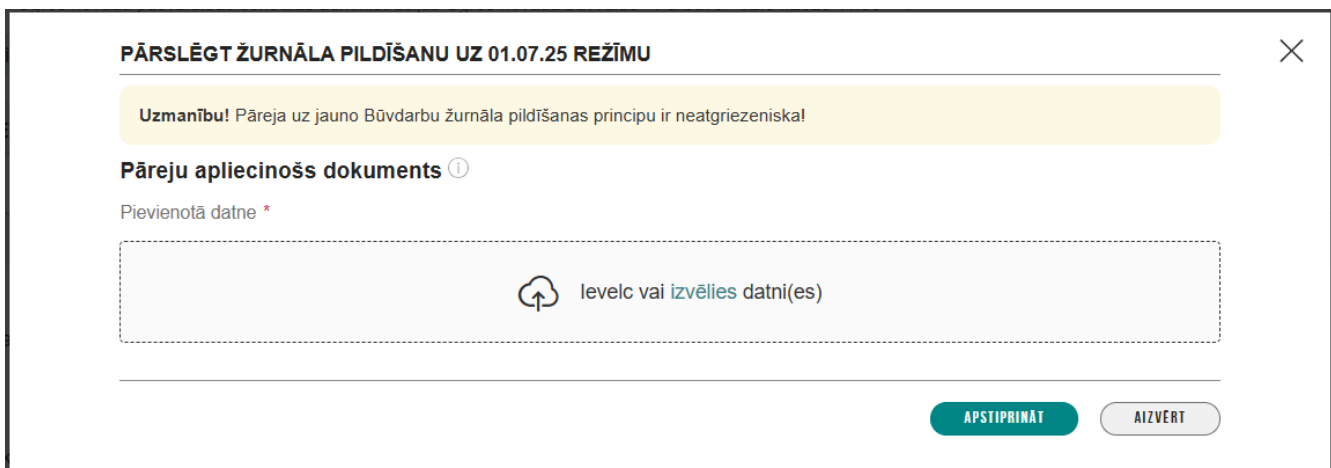 PĀRSLĒGT ŽURNĀLA PILDĪŠANU UZ 01.07.25 REŽĪMU
Uzmanību! Pāreja uz jauno Būvdarbu žurnāla pildīšanas principu ir neatgriezeniska!
Pāreju apliecinošs dokuments
Pievienotā datne *
Ievelc vai izvēlies datni(es)
APSTIPRINĀT
AIZVĒRT